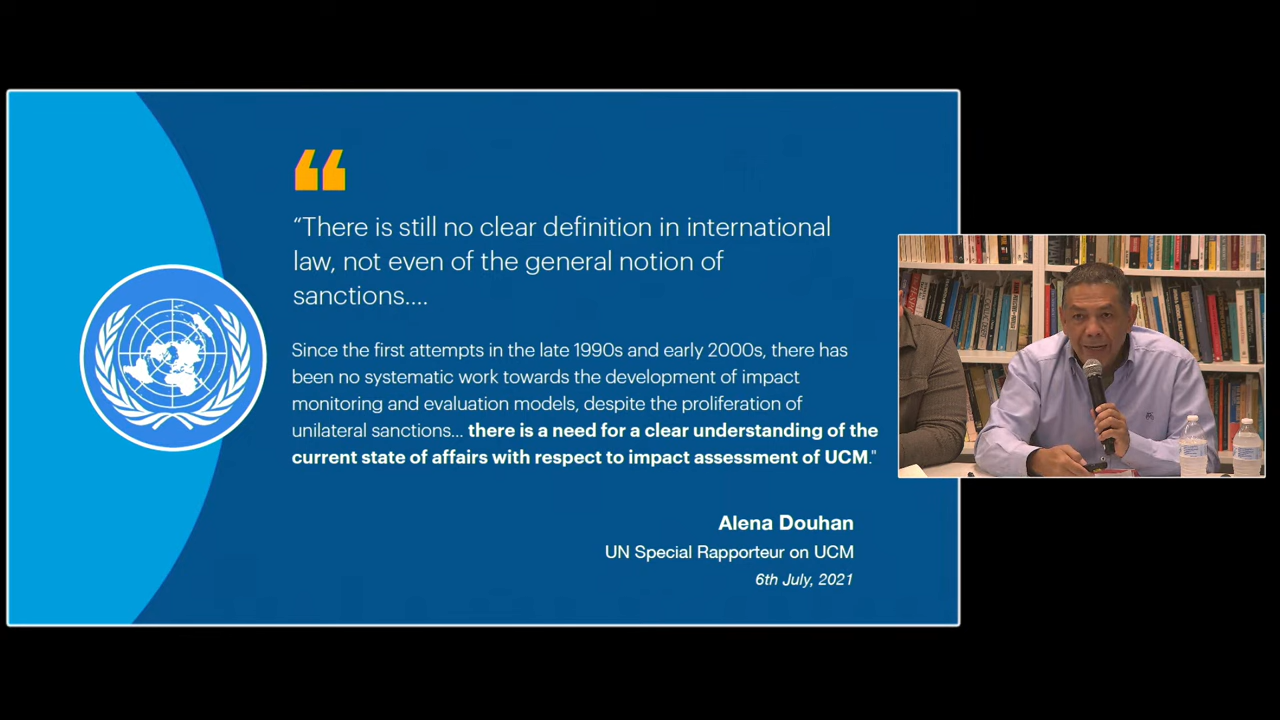 “There is still no clear definition in international
law, not even of the general notion of
sanctions....
Since the first attempts in the late 1990s and early 2000s, there has
been no systematic work towards the development of impact
monitoring and evaluation models, despite the proliferation of
unilateral sanctions... there is a need for a clear understanding of the
current state of affairs with respect to impact assessment of UCM."
Alena Douhan
UN Special Rapporteur on UCM
6th July, 2021